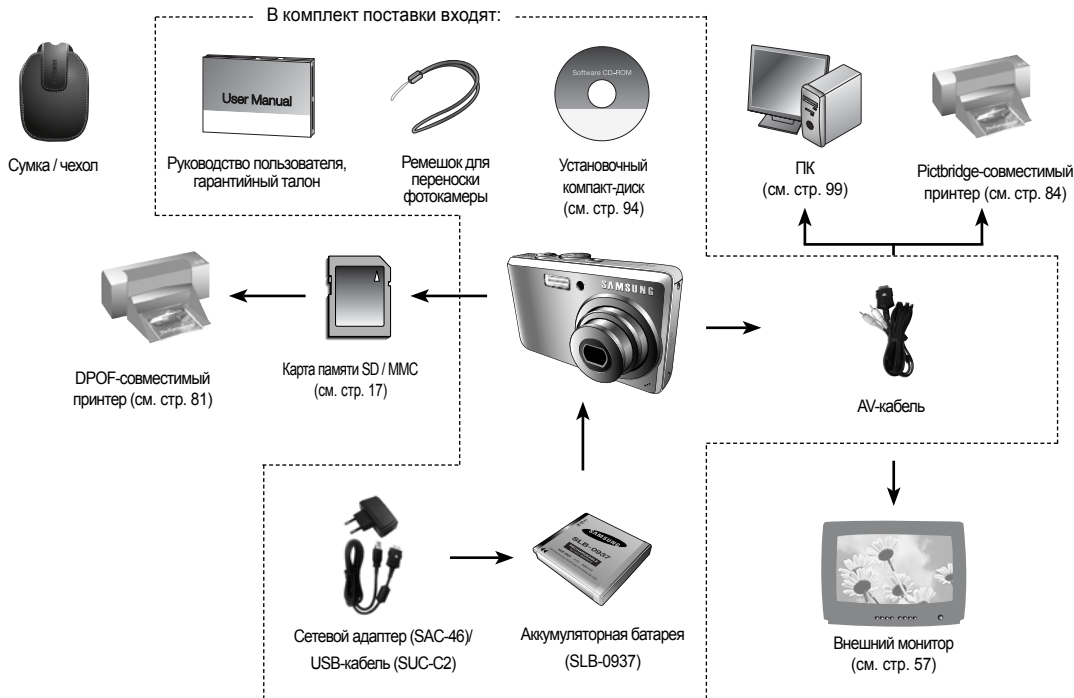 В комплект поставки входят:
User Manual
Software CD-ROM
Сумка / чехол
Руководство пользователя,
гарантийный талон
Ремешок для
переноски
фотокамеры
Установочный
компакт-диск
(см. стр. 94)
ПК
(см. стр. 99)
Pictbridge-совместимый
принтер (см. стр. 84)
SAMSUNG
DPOF-совместимый
принтер (см. стр. 81)
Карта памяти SD / MMC
(см. стр. 17)
AV-кабель
SAMSUNG
SLB-0937
Сетевой адаптер (SAC-46)/
USB-кабель (SUC-C2)
Аккумуляторная батарея
(SLB-0937)
Внешний монитор
(см. стр. 57)